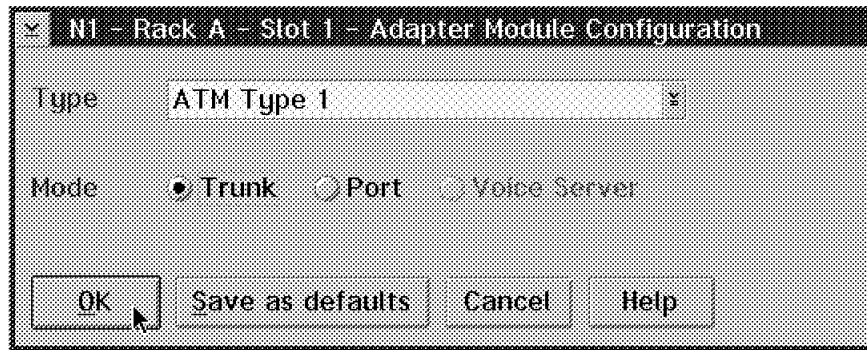 N1 - Rack A - Slot 1 - Adapter Module Configuration
Type ATM Type 1
Mode Trunk Port Voice Server
OK Save as defaults Cancel Help